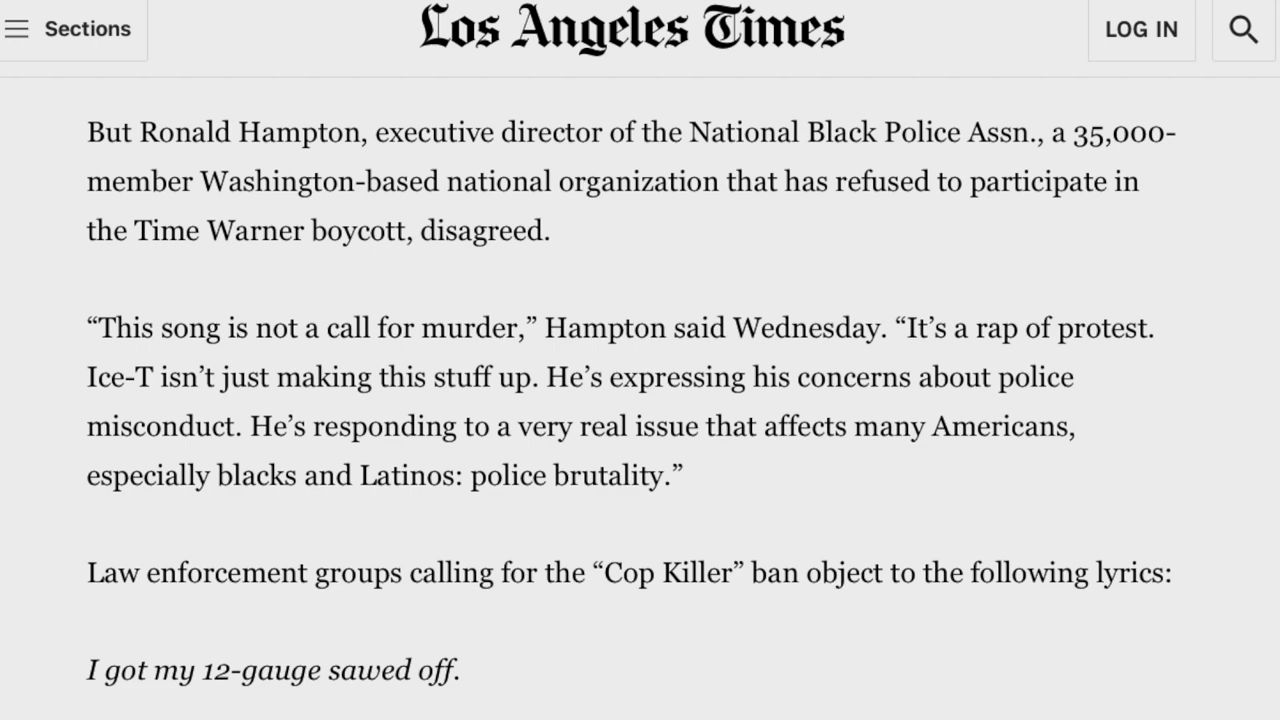 Sections
Los Angeles Times
LOG IN
But Ronald Hampton, executive director of the National Black Police Assn., a 35,000-
member Washington-based national organization that has refused to participate in
the Time Warner boycott, disagreed.
“This song is not a call for murder,” Hampton said Wednesday. “It’s a rap of protest.
Ice-T isn’t just making this stuff up. He’s expressing his concerns about police
misconduct. He’s responding to a very real issue that affects many Americans,
especially blacks and Latinos: police brutality.”
Law enforcement groups calling for the “Cop Killer” ban object to the following lyrics:
I got my 12-gauge sawed off.